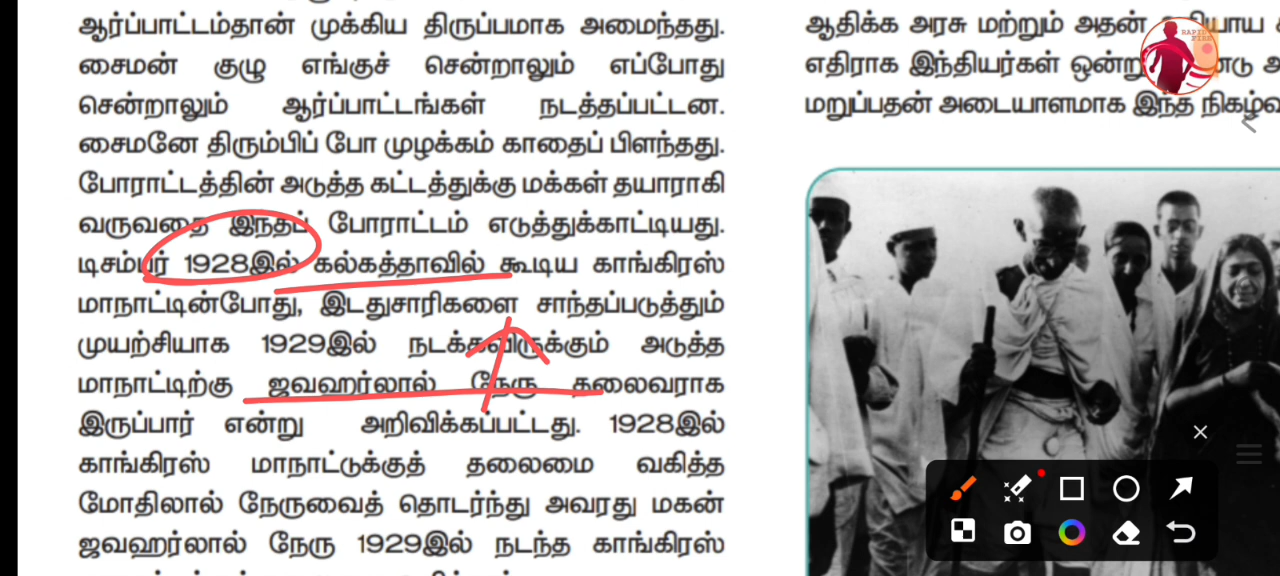 ஆர்ப்பாட்டம்தான் முக்கிய திருப்பமாக அமைந்தது.
சைமன் குழு எங்குச் சென்றாலும் எப்போது
சென்றாலும் ஆர்ப்பாட்டங்கள் நடத்தப்பட்டன.
சைமனே திரும்பிப் போ முழக்கம் காதைப் பிளந்தது.
போராட்டத்தின் அடுத்த கட்டத்துக்கு மக்கள் தயாராகி
வருவதை இந்தப் போராட்டம் எடுத்துக்காட்டியது.
டிசம்பர் 1928இல் கல்கத்தாவில் கூடிய காங்கிரஸ்
மாநாட்டின்போது, இடதுசாரிகளை சாந்தப்படுத்தும்
முயற்சியாக 1929இல் நடக்கவிருக்கும் அடுத்த
மாநாட்டிற்கு ஜவஹர்லால் நேரு தலைவராக
இருப்பார் என்று அறிவிக்கப்பட்டது. 1928இல்
காங்கிரஸ் மாநாட்டுக்குத் தலைமை வகித்த
மோதிலால் நேருவைத் தொடர்ந்து அவரது மகன்
ஜவஹர்லால் நேரு 1929இல் நடந்த காங்கிரஸ்
ஆதிக்க அரசு மற்றும் அதன்
எதிராக இந்தியர்கள்
மறுப்பதன் அடையாளமாக இந்த